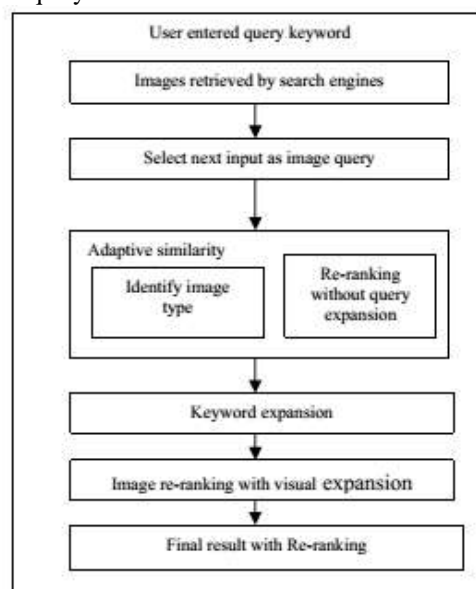 User entered query keyword
Images retrieved by search engines
Select next input as image query
Adaptive similarity
Identify image
type
Re-ranking
without query
expansion
Keyword expansion
Image re-ranking with visual expansion
Final result with Re-ranking